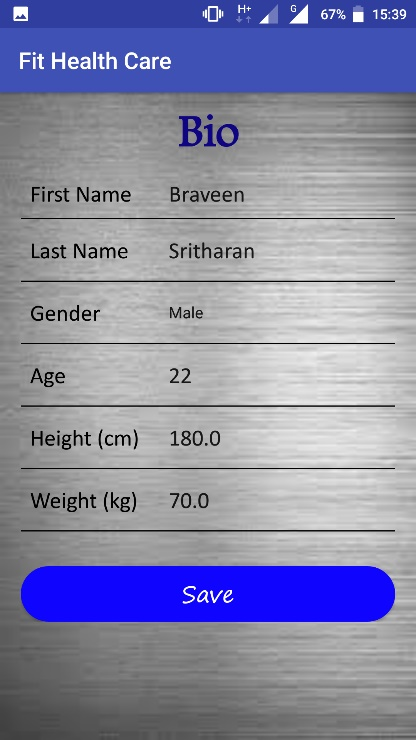 H+ G 67% 15:39
Fit Health Care
Bio
First Name Braveen
Last Name Sritharan
Gender Male
Age 22
Height (cm) 180.0
Weight (kg) 70.0
Save